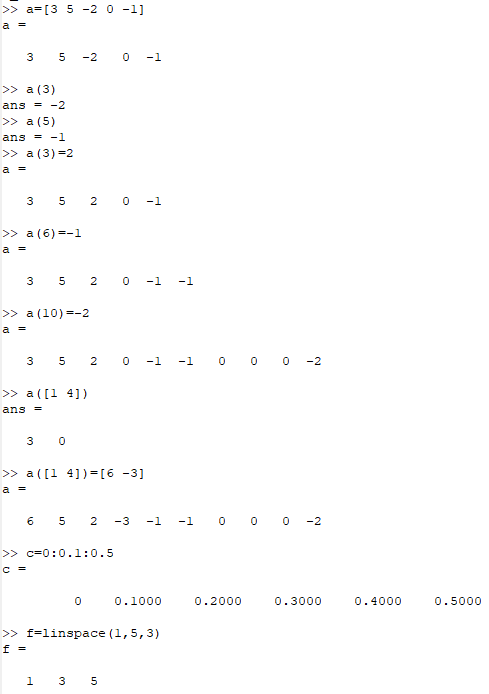 >> a=[3 5 -2 0 -1]
a =
3 5 -2 0 -1
>> a(3)
ans = -2
>> a(5)
ans = -1
>> a(3)=2
a =
3 5 2 0 -1
>> a(6)=-1
a =
3 5 2 0 -1 -1
>> a(10)=-2
a =
3 5 2 0 -1 -1 0 0 0 -2
>> a([1 4])
ans =
3 0
>> a([1 4])=[6 -3]
a =
6 5 2 -3 -1 -1 0 0 0 -2
>> c=0:0.1:0.5
c =
0 0.1000 0.2000 0.3000 0.4000 0.5000
>> f=linspace(1,5,3)
f =
1 3 5